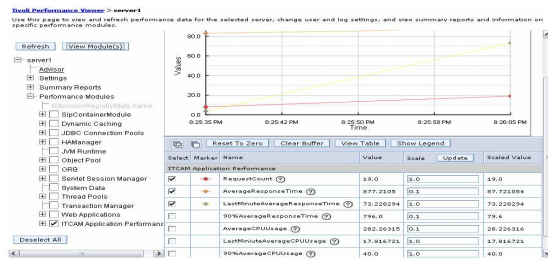 Tivoli Performance Viewer > server1
Use this page to view and refresh performance data for the selected server, change user and log settings, and view summary reports and information on
specific performance modules.
Refresh
View Module(s)
server1
Advisor
Settings
Summary Reports
Performance Modules
ExtensionRegistryStats.name
SipContainerModule
Dynamic Caching
JDBC Connection Pools
HAManager
JVM Runtime
Object Pool
ORB
Servlet Session Manager
System Data
Thread Pools
Transaction Manager
Web Applications
ITCAM Application Performanc
Deselect All
Values
80.0
60.0
40.0
20.0
0.0
8:25:35 PM
8:25:42 PM
8:25:50 PM
8:25:58 PM
8:26:05 PM
Time
Reset To Zero
Clear Buffer
View Table
Show Legend
Select Marker Name Value Scale Update Scaled Value
ITCAM Application Performance
RequestCount (?) 19.0 1.0 19.0
AverageResponseTime (?) 877.2105 0.1 87.721054
LastMinuteAverageResponseTime (?) 73.228294 1.0 73.228294
90%AverageResponseTime (?) 796.0 0.1 79.6
AverageCPUUsage (?) 282.26315 0.1 28.226316
LastMiniuteAverageCPUUsage (?) 17.816721 1.0 17.816721
90%AverageCPUUsage (?) 40.0 1.0 40.0